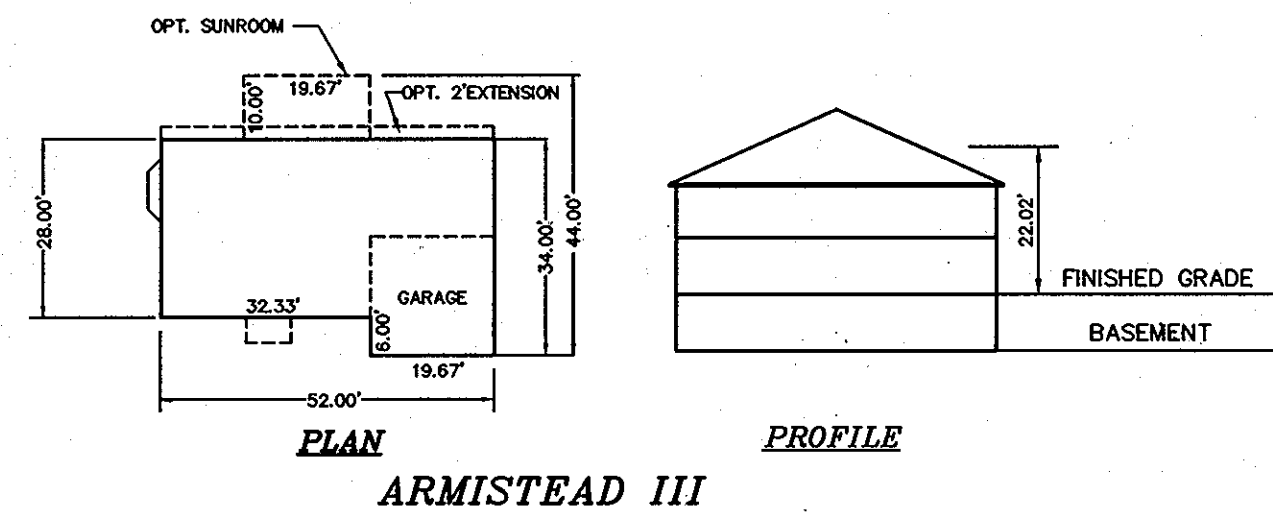 OPT. SUNROOM
19.67'
10.00'
OPT. 2'EXTENSION
28.00'
34.00'
44.00'
GARAGE
32.33'
6.00'
19.67'
52.00'
PLAN
22.02'
FINISHED GRADE
BASEMENT
PROFILE
ARMISTEAD III